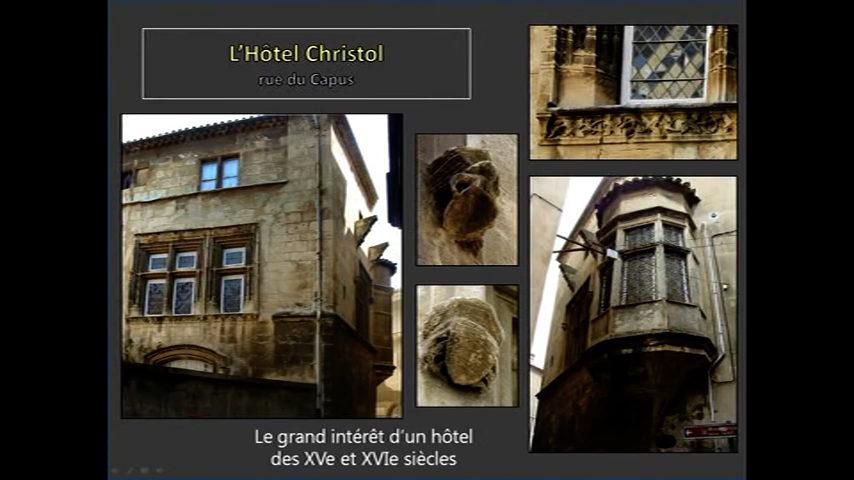 L'Hôtel Christol
rue du Capus
Le grand intérêt d'un hôtel
des XVe et XVIe siècles